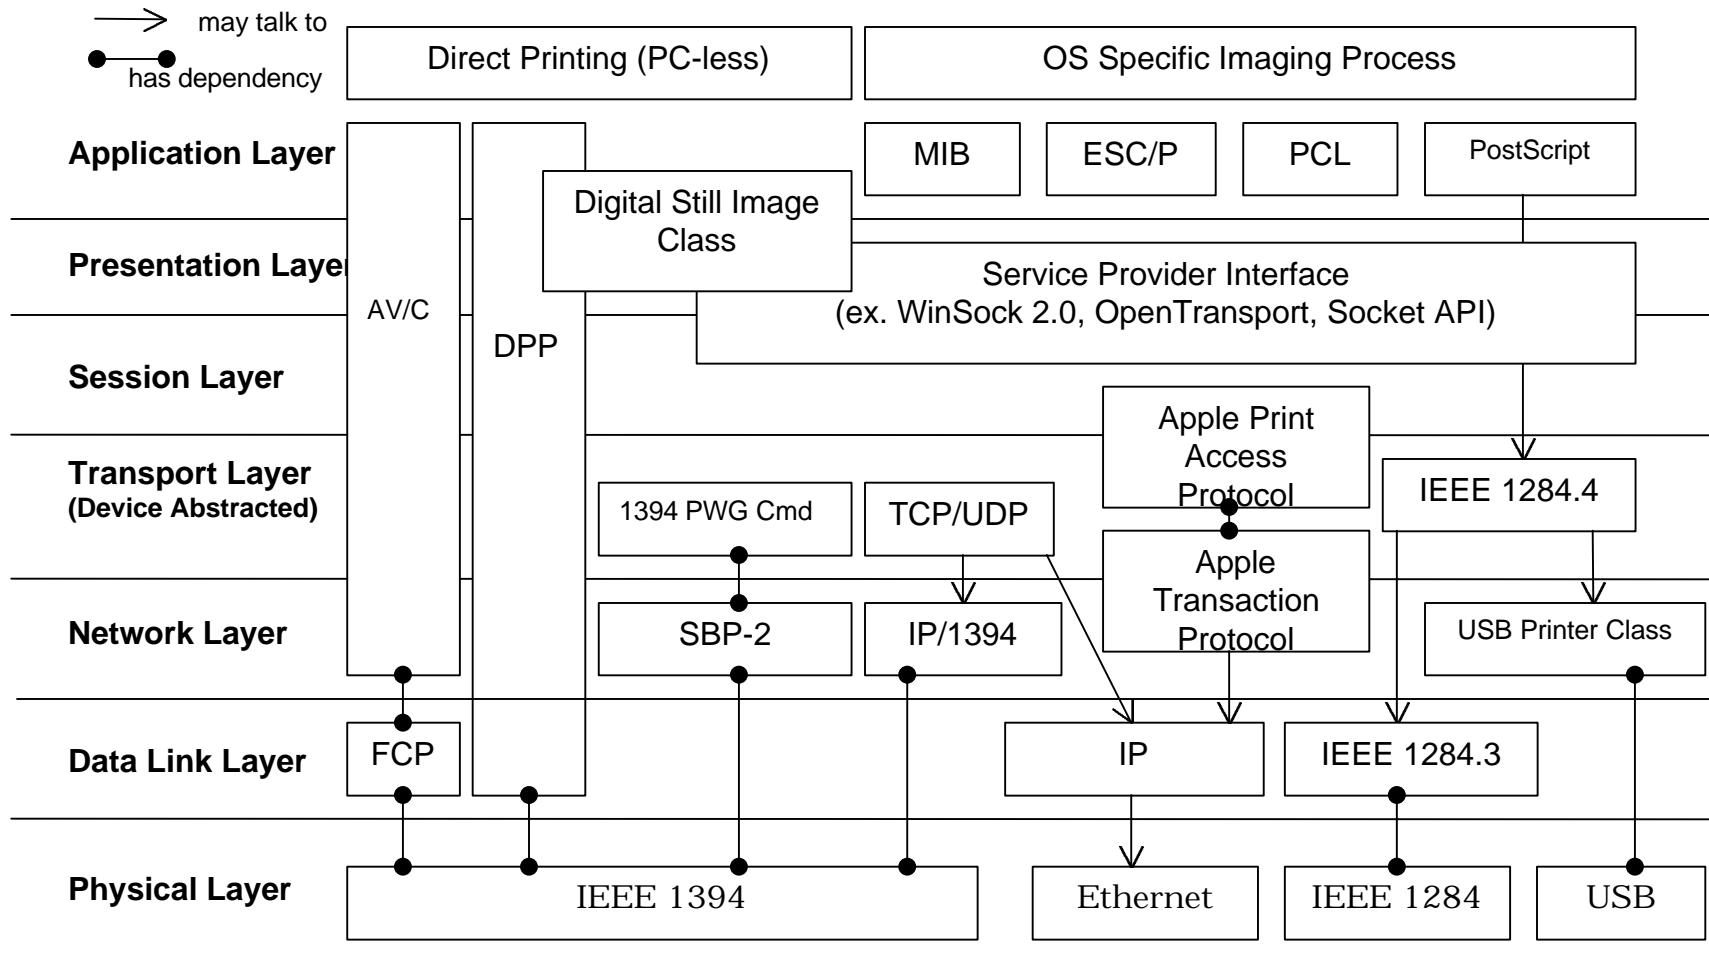 may talk to
has dependency
Direct Printing (PC-less)
OS Specific Imaging Process
Application Layer
MIB
ESC/P
PCL
PostScript
Digital Still Image
Class
Presentation Layer
Service Provider Interface
(ex. WinSock 2.0, OpenTransport, Socket API)
AV/C
DPP
Session Layer
Apple Print
Access
Protocol
Transport Layer
(Device Abstracted)
1394 PWG Cmd
TCP/UDP
IEEE 1284.4
Apple
Transaction
Protocol
Network Layer
SBP-2
IP/1394
USB Printer Class
Data Link Layer
FCP
IP
IEEE 1284.3
Physical Layer
IEEE 1394
Ethernet
IEEE 1284
USB